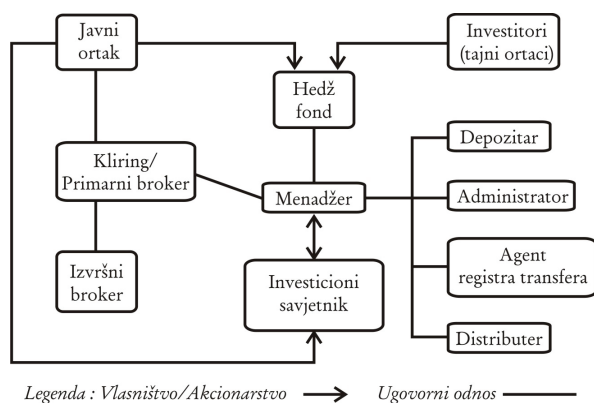 Javni
ortak
Investitori
(tajni ortaci)
Hedž
fond
Depozitar
Kliring/
Primarni broker
Menadžer
Administrator
Izvršni
broker
Investicioni
savjetnik
Agent
registra transfera
Distributer
Legenda : Vlasništvo/Akcionarstvo
Ugovorni odnos